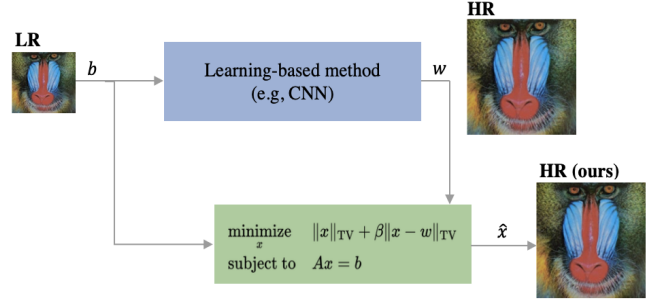 LR
HR
b
Learning-based method
(e.g, CNN)
w
HR (ours)
minimize ∥x∥TV + β∥x − w∥TV
x
subject to Ax = b
x̂